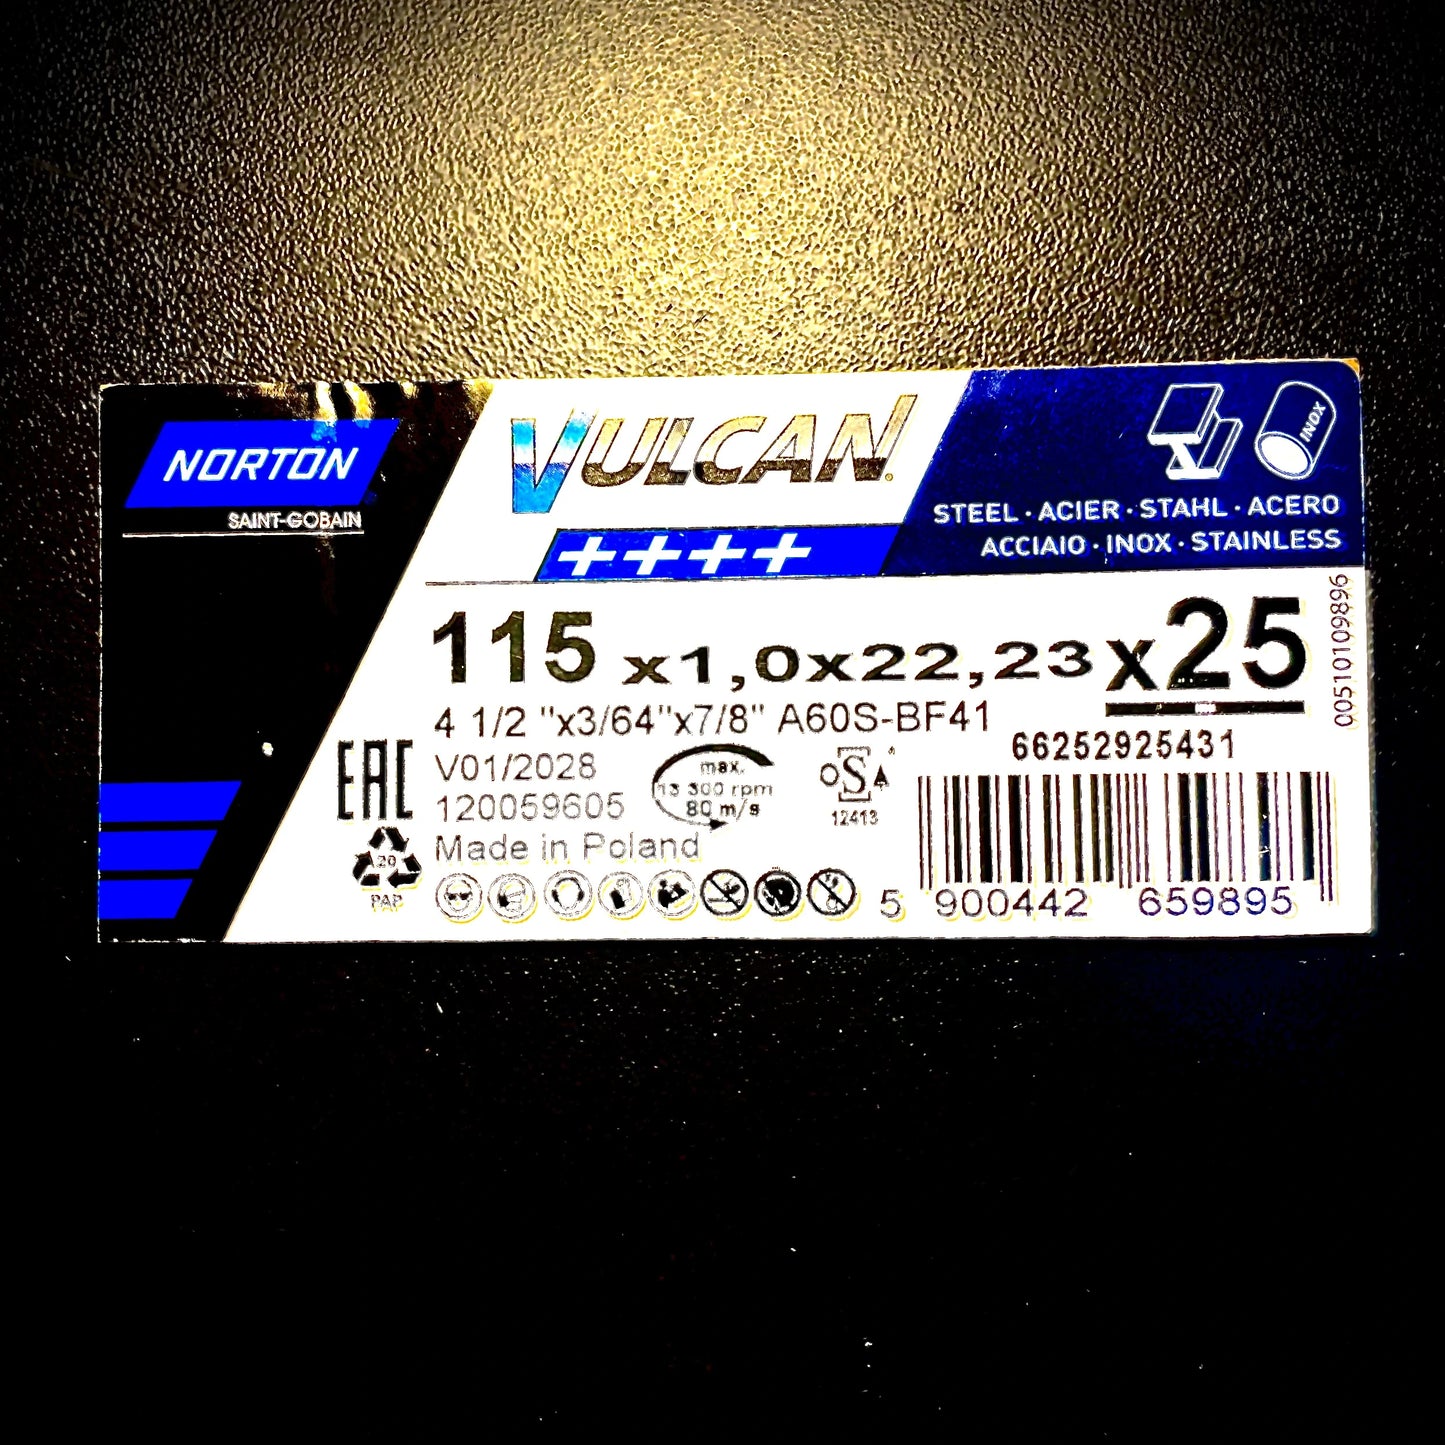 NORTON
SAINT-GOBAIN
VULCAN
++++
INOX
STEEL · ACIER · STAHL · ACERO
ACCIAIO · INOX · STAINLESS
115 x1,0x22,23 x25
4 1/2 "x3/64"x7/8" A60S-BF41
66252925431
00510109896
EAC
V01/2028
120059605
Made in Poland
max.
13 300 rpm
80 m/s
OSA
12413
20
PAP
5 900442 659895